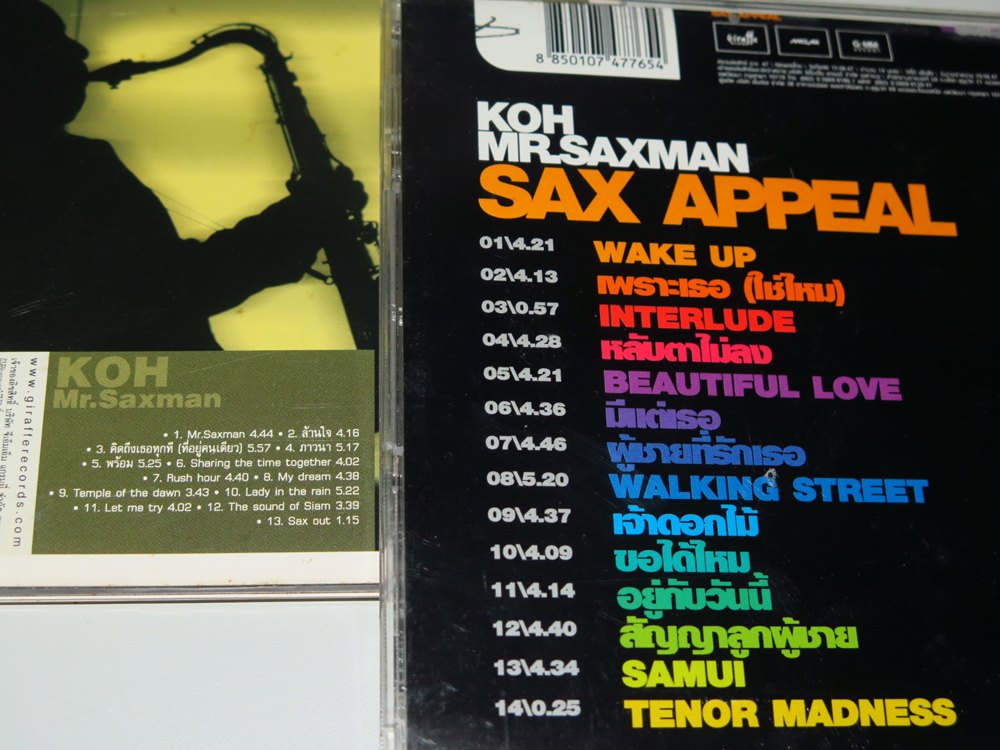 www.girafferecords.com
KOH
Mr.Saxman
• 1. Mr.Saxman 4.44 • 2. ล้านใจ 4.16
• 3. คิดถึงเธอทุกที (ที่อยู่คนเดียว) 5.57 • 4. ภาวนา 5.17
• 5. พร้อม 5.25 • 6. Sharing the time together 4.02
• 7. Rush hour 4.40 • 8. My dream 4.38
• 9. Temple of the dawn 3.43 • 10. Lady in the rain 5.22
• 11. Let me try 4.02 • 12. The sound of Siam 3.39
• 13. Sax out 1.15
8 850107 477654
KOH
MR.SAXMAN
SAX APPEAL
01\4.21 WAKE UP
02\4.13 เพราะเธอ (ใช่ไหม)
03\0.57 INTERLUDE
04\4.28 หลับตาไม่ลง
05\4.21 BEAUTIFUL LOVE
06\4.36 มีแต่เธอ
07\4.46 ผู้ชายที่รักเธอ
08\5.20 WALKING STREET
09\4.37 เจ้าดอกไม้
10\4.09 ขอได้ไหม
11\4.14 อยู่กับวันนี้
12\4.40 สัญญาลูกผู้ชาย
13\4.34 SAMUI
14\0.25 TENOR MADNESS